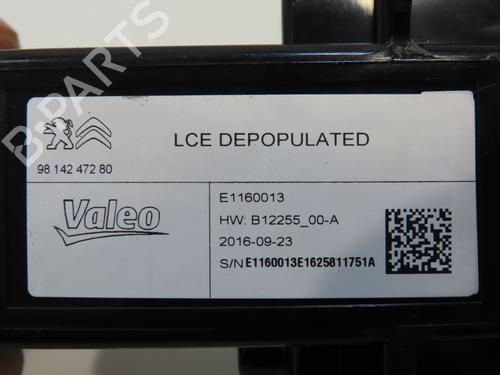 B-PARTS
LCE DEPOPULATED
98 142 472 80
Valeo
E1160013
HW: B12255_00-A
2016-09-23
S/N E1160013E1625811751A